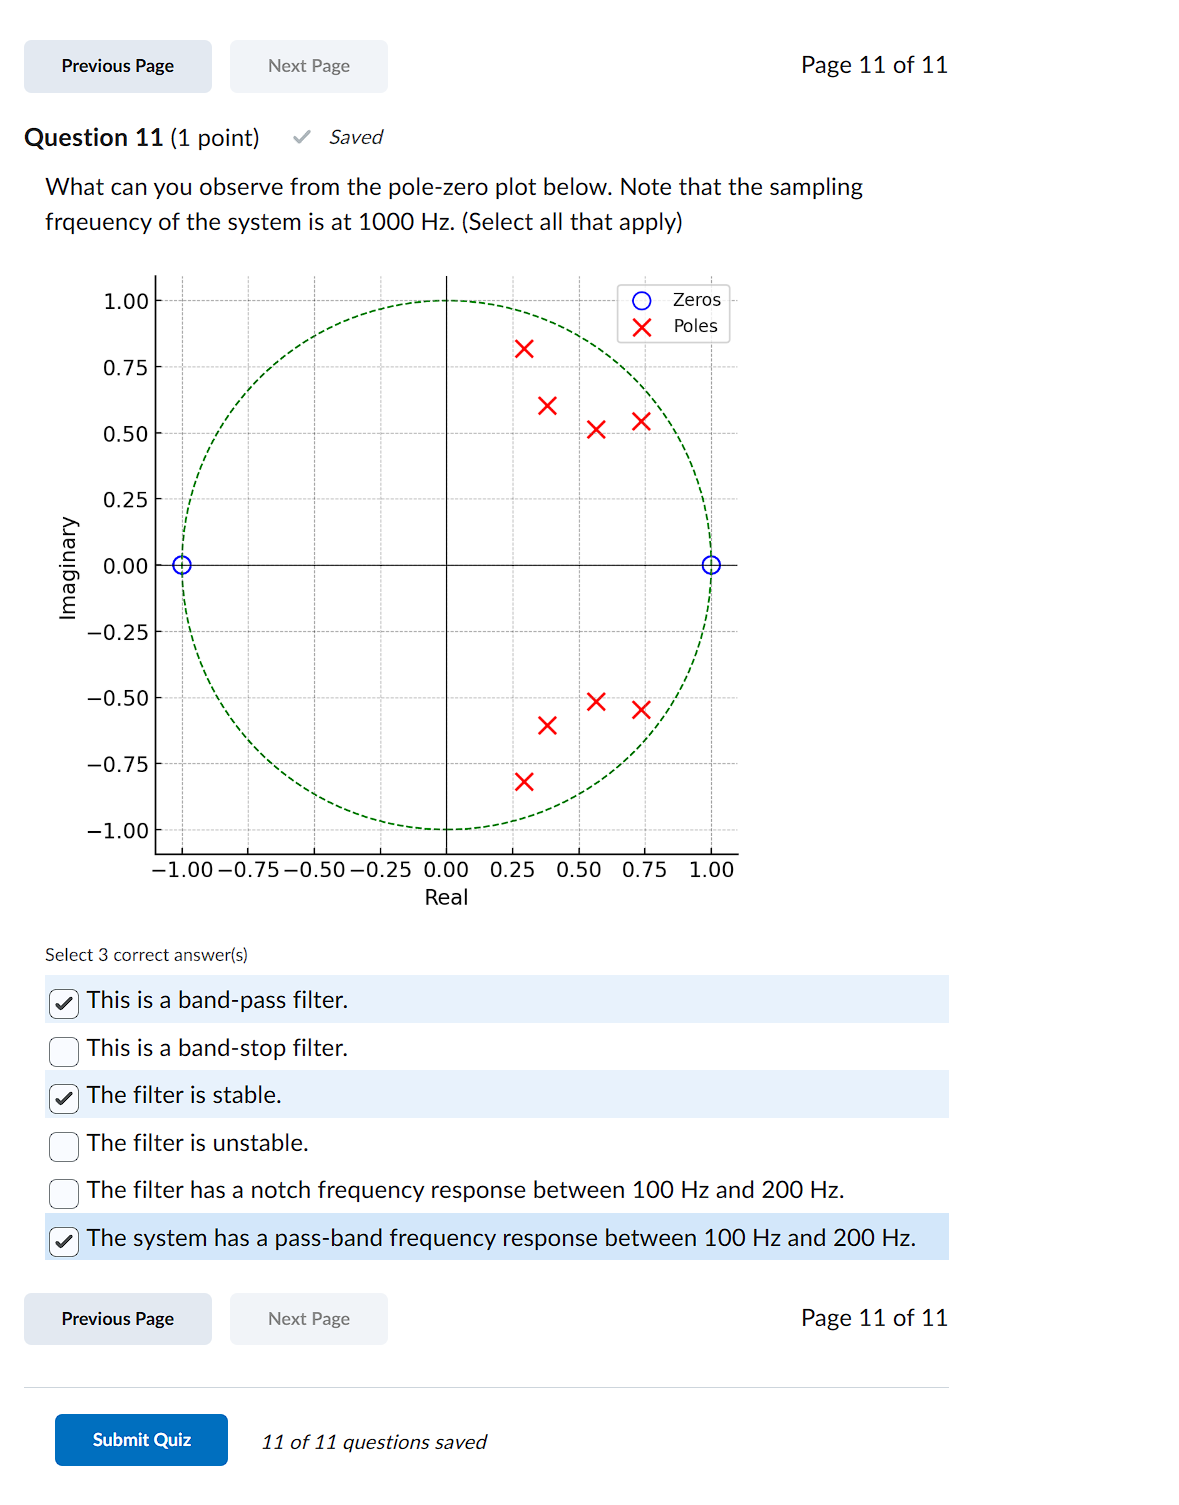 Previous Page
Next Page
Page 11 of 11
Question 11 (1 point)
Saved
What can you observe from the pole-zero plot below. Note that the sampling
frqeuency of the system is at 1000 Hz. (Select all that apply)
Zeros
Poles
1.00
0.75
0.50
0.25
0.00
−0.25
−0.50
−0.75
−1.00
Imaginary
−1.00 −0.75 −0.50 −0.25 0.00 0.25 0.50 0.75 1.00
Real
Select 3 correct answer(s)
This is a band-pass filter.
This is a band-stop filter.
The filter is stable.
The filter is unstable.
The filter has a notch frequency response between 100 Hz and 200 Hz.
The system has a pass-band frequency response between 100 Hz and 200 Hz.
Previous Page
Next Page
Page 11 of 11
Submit Quiz
11 of 11 questions saved